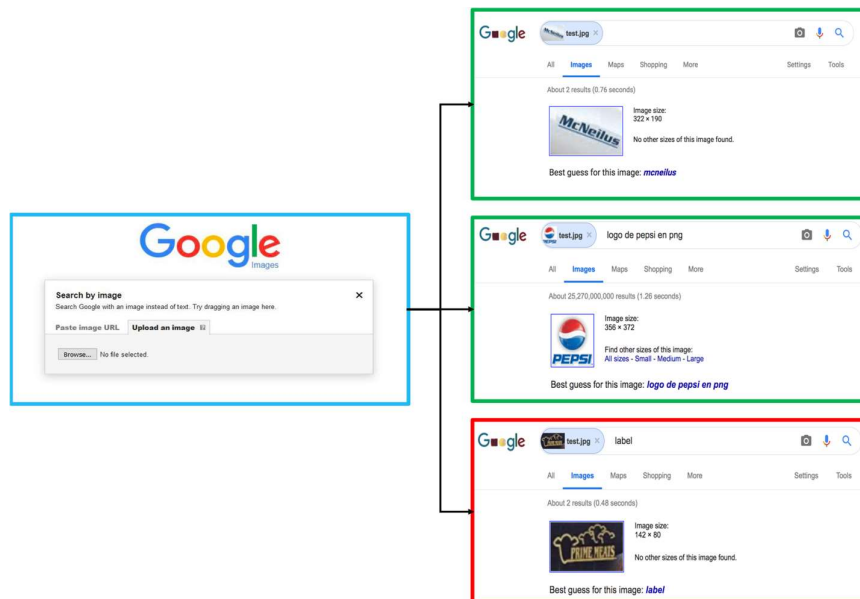 Google
Images
Search by image
Search Google with an image instead of text. Try dragging an image here.
Paste image URL Upload an image
Browse... No file selected.
Google test.jpg
All Images Maps Shopping More Settings Tools
About 2 results (0.76 seconds)
McNeilus
Image size:
322 × 190
No other sizes of this image found.
Best guess for this image: mcneilus
Google PEPSI test.jpg logo de pepsi en png
All Images Maps Shopping More Settings Tools
About 25,270,000,000 results (1.26 seconds)
PEPSI
Image size:
356 × 372
Find other sizes of this image:
All sizes - Small - Medium - Large
Best guess for this image: logo de pepsi en png
Google test.jpg label
All Images Maps Shopping More Settings Tools
About 2 results (0.48 seconds)
PRIME MEATS
Image size:
142 × 80
No other sizes of this image found.
Best guess for this image: label